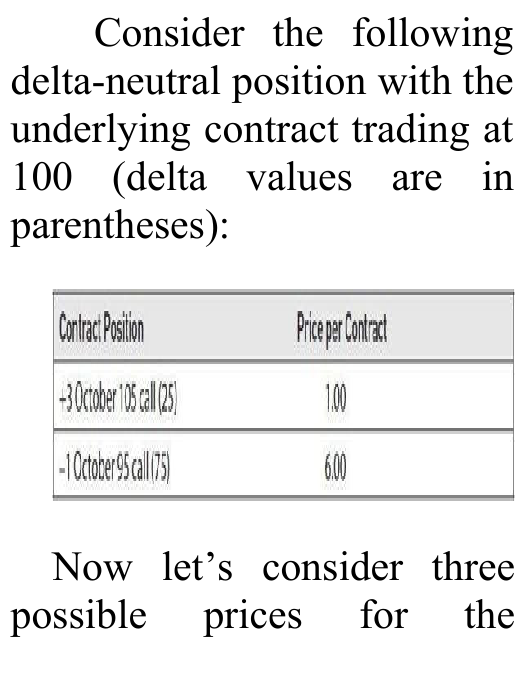 Consider the following
delta-neutral position with the
underlying contract trading at
100 (delta values are in
parentheses):
Contract Position Price per Contract
+3 October 105 call (25) 1.00
–1 October 95 call (75) 6.00
Now let’s consider three
possible prices for the